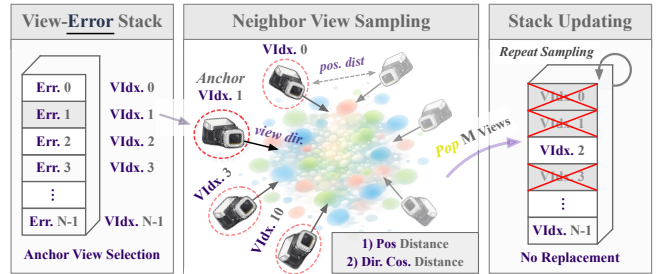 View-Error Stack
Err. 0
VIdx. 0
Err. 1
VIdx. 1
Err. 2
VIdx. 2
Err. 3
VIdx. 3
⋮
Err. N-1
VIdx. N-1
Anchor View Selection
Neighbor View Sampling
VIdx. 0
pos. dist
Anchor
VIdx. 1
view dir.
VIdx. 3
VIdx. 10
1) Pos Distance
2) Dir. Cos. Distance
Pop M Views
Stack Updating
Repeat Sampling
VIdx. 0
VIdx. 1
VIdx. 2
VIdx. 3
⋮
VIdx. N-1
No Replacement